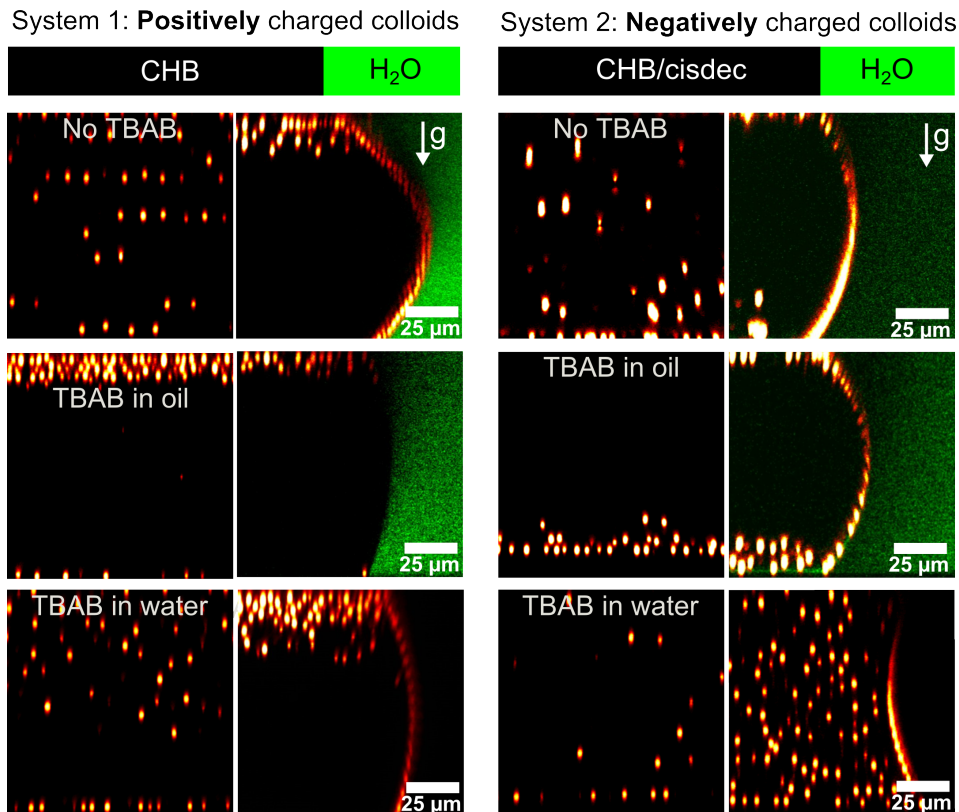 System 1: Positively charged colloids
CHB
H₂O
No TBAB
g
25 µm
TBAB in oil
25 µm
TBAB in water
25 µm
System 2: Negatively charged colloids
CHB/cisdec
H₂O
No TBAB
g
25 µm
TBAB in oil
25 µm
TBAB in water
25 µm